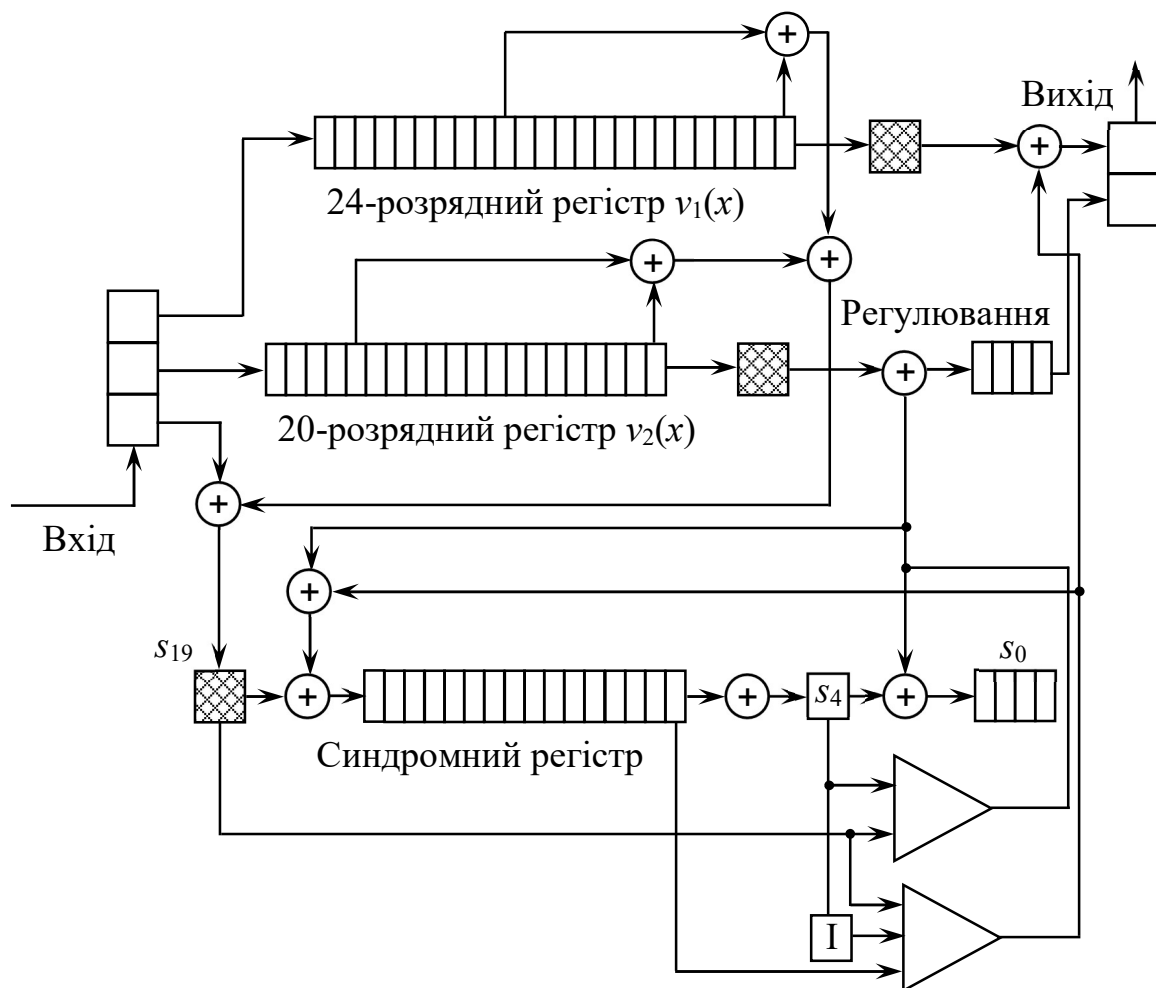 Вихід
24-розрядний регістр v₁(x)
Регулювання
20-розрядний регістр v₂(x)
Вхід
s₁₉
s₀
s₄
Синдромний регістр
І